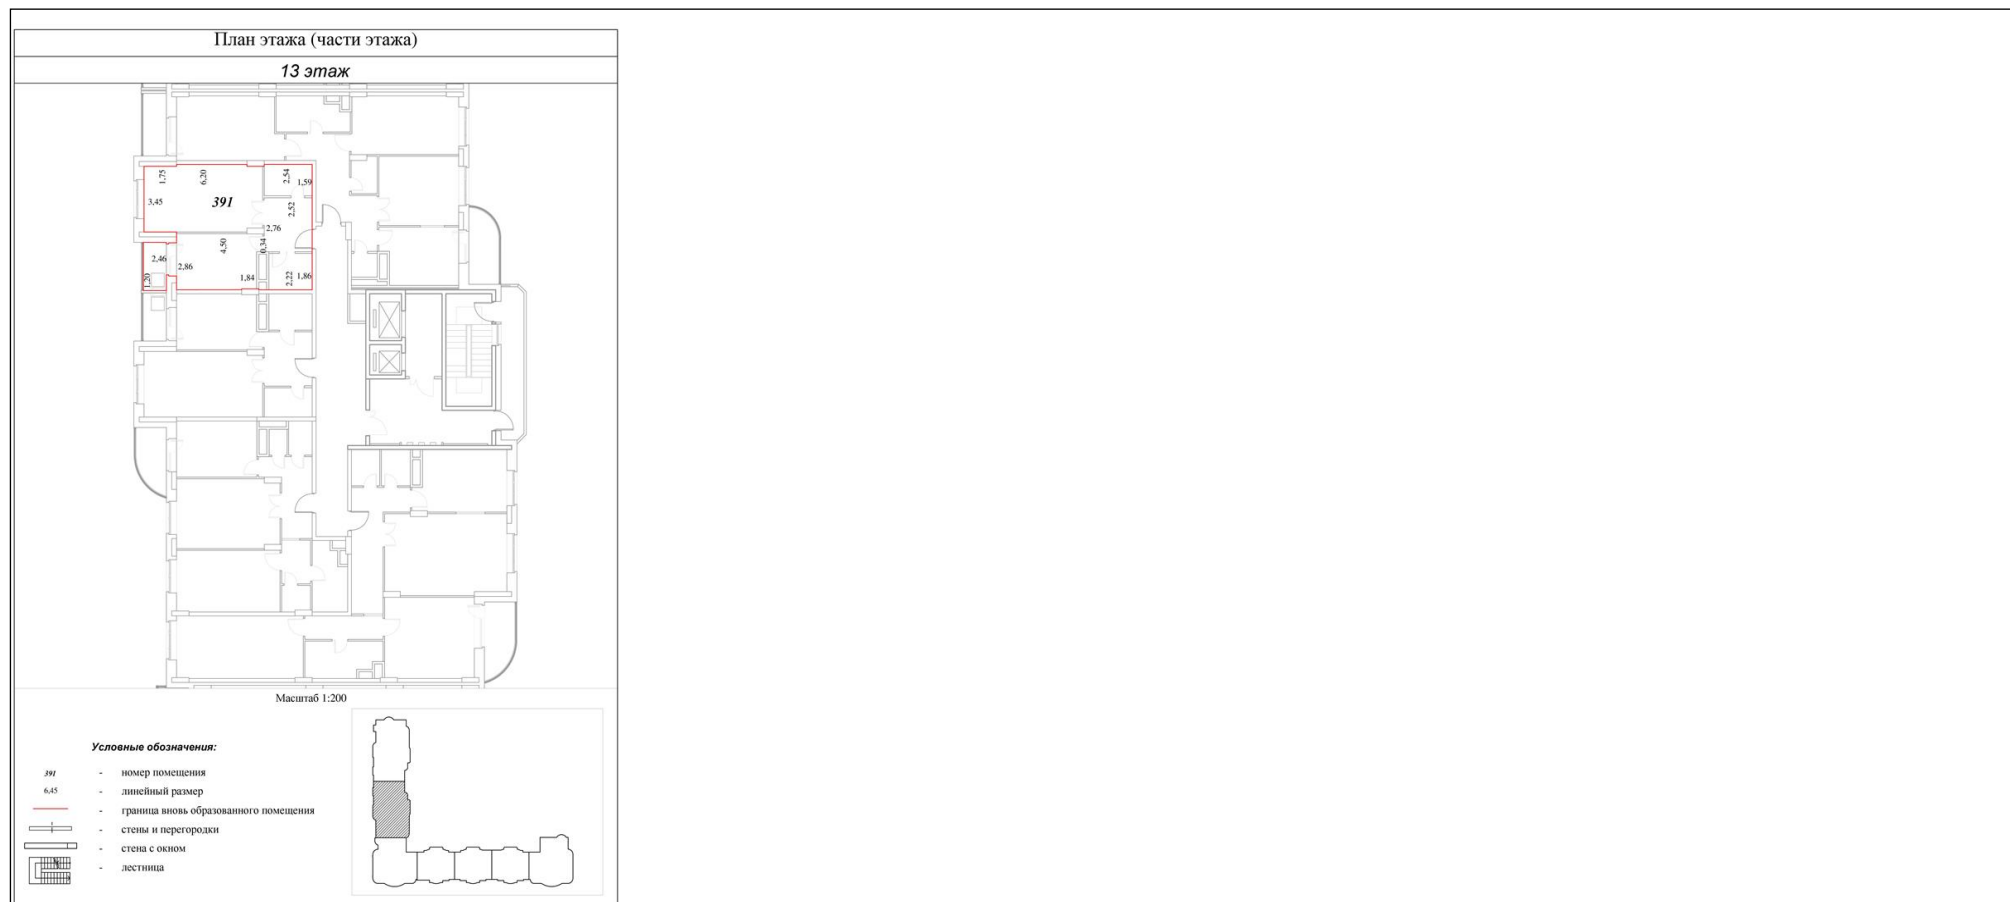 План этажа (части этажа)
13 этаж
1,75
6,20
2,54
1,59
3,45
391
2,52
2,76
4,50
0,34
2,46
2,86
1,20
1,84
2,22
1,86
Масштаб 1:200
Условные обозначения:
391 - номер помещения
6,45 - линейный размер
- граница вновь образованного помещения
- стены и перегородки
- стена с окном
- лестница